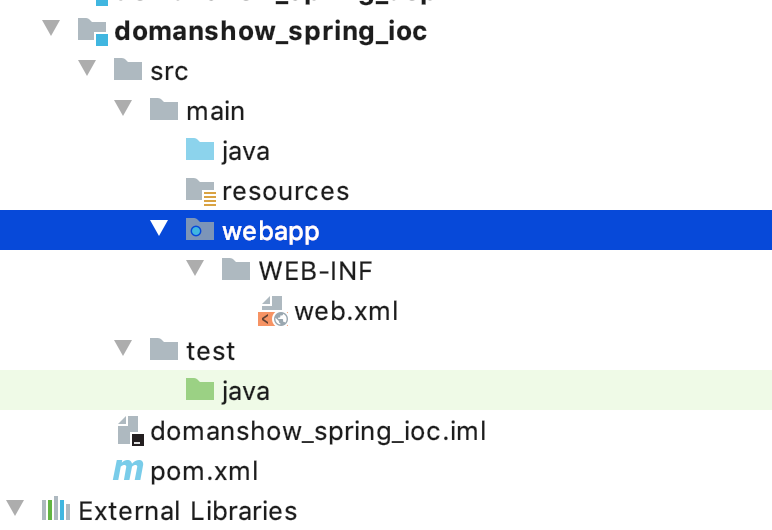 domanshow_spring_ioc
src
main
java
resources
webapp
WEB-INF
web.xml
test
java
domanshow_spring_ioc.iml
pom.xml
External Libraries